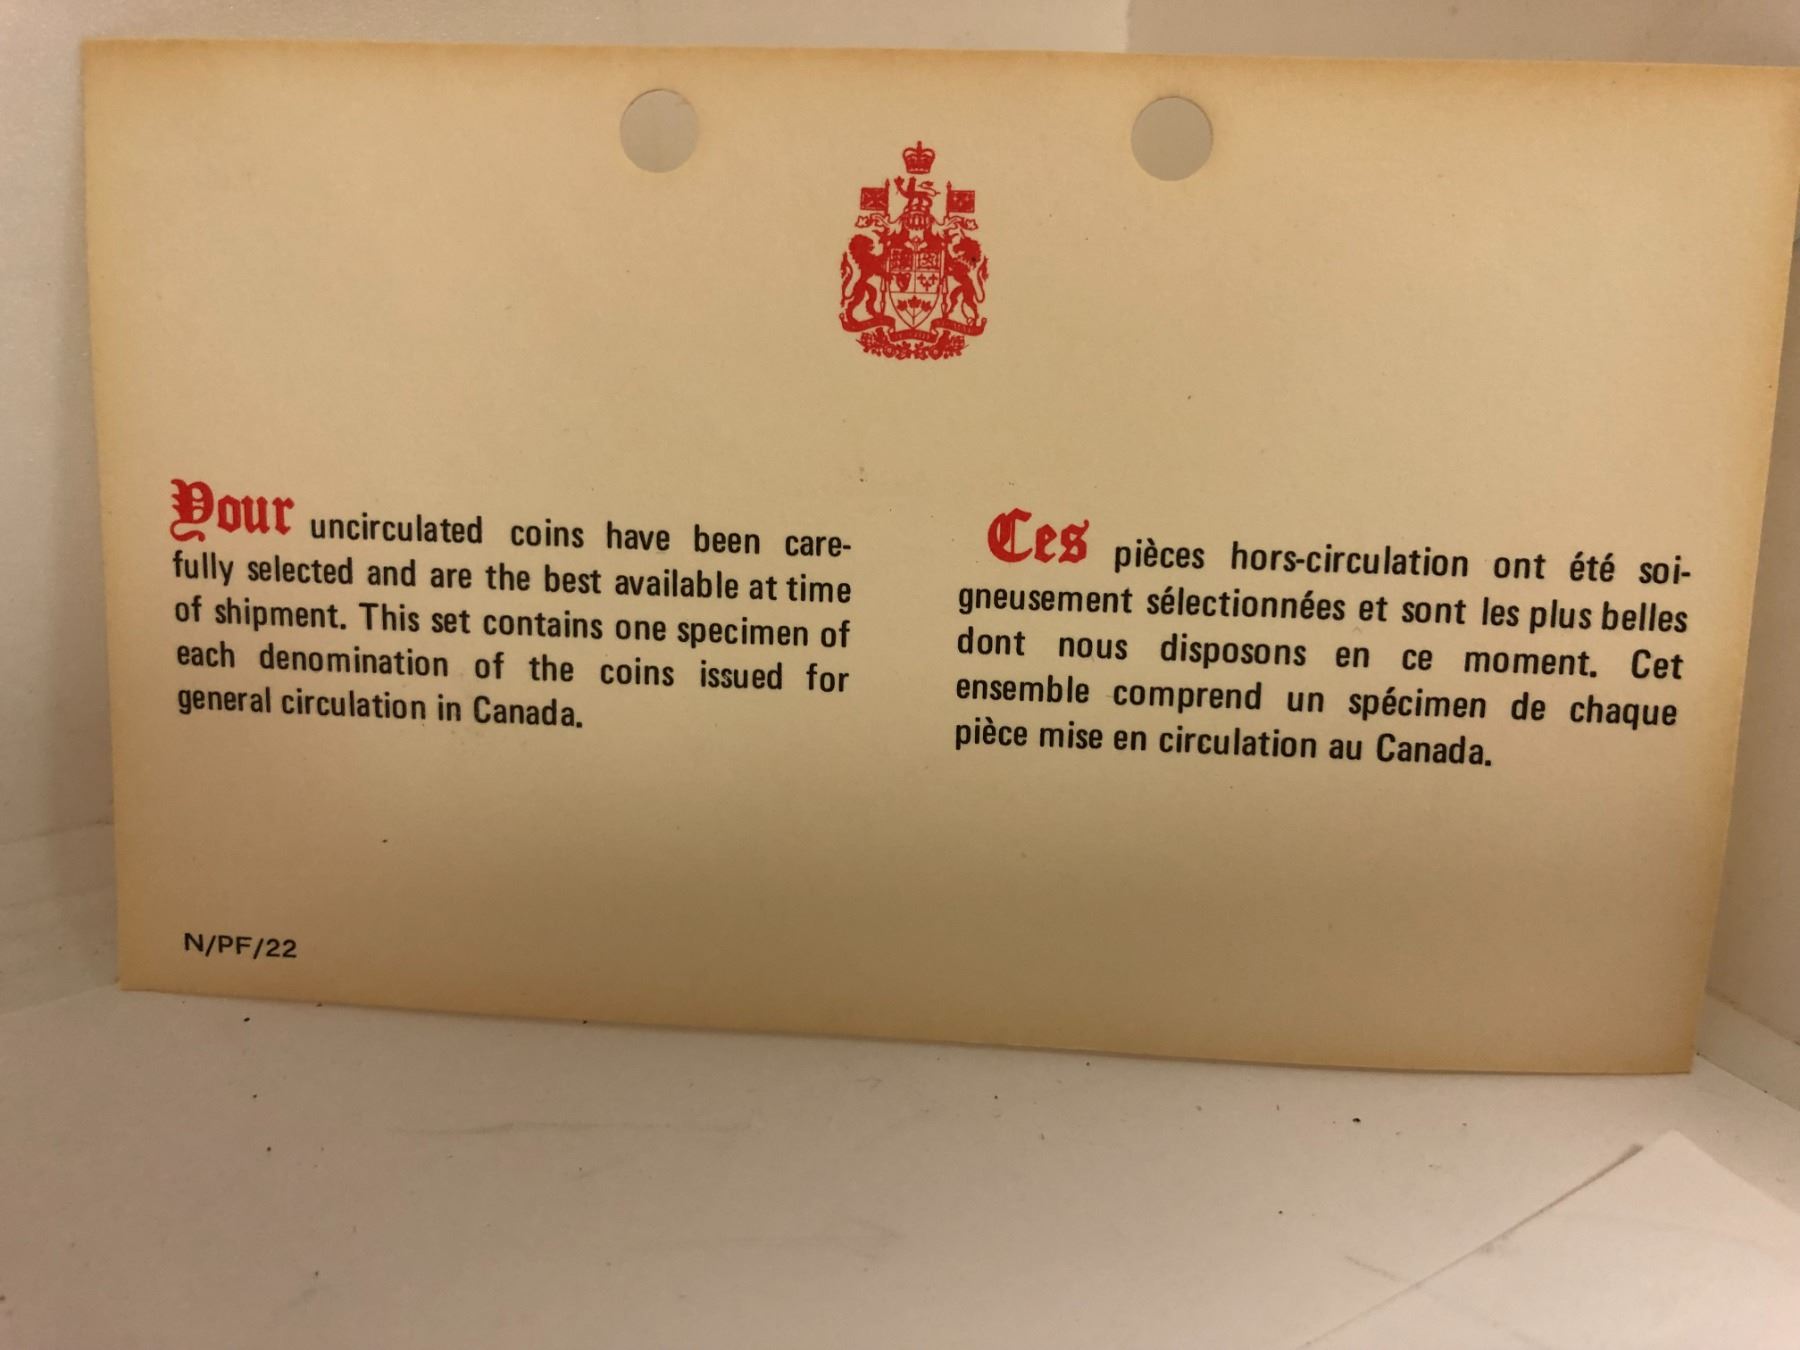 Your uncirculated coins have been care-
fully selected and are the best available at time
of shipment. This set contains one specimen of
each denomination of the coins issued for
general circulation in Canada.
Ces pièces hors-circulation ont été soi-
gneusement sélectionnées et sont les plus belles
dont nous disposons en ce moment. Cet
ensemble comprend un spécimen de chaque
pièce mise en circulation au Canada.
N/PF/22